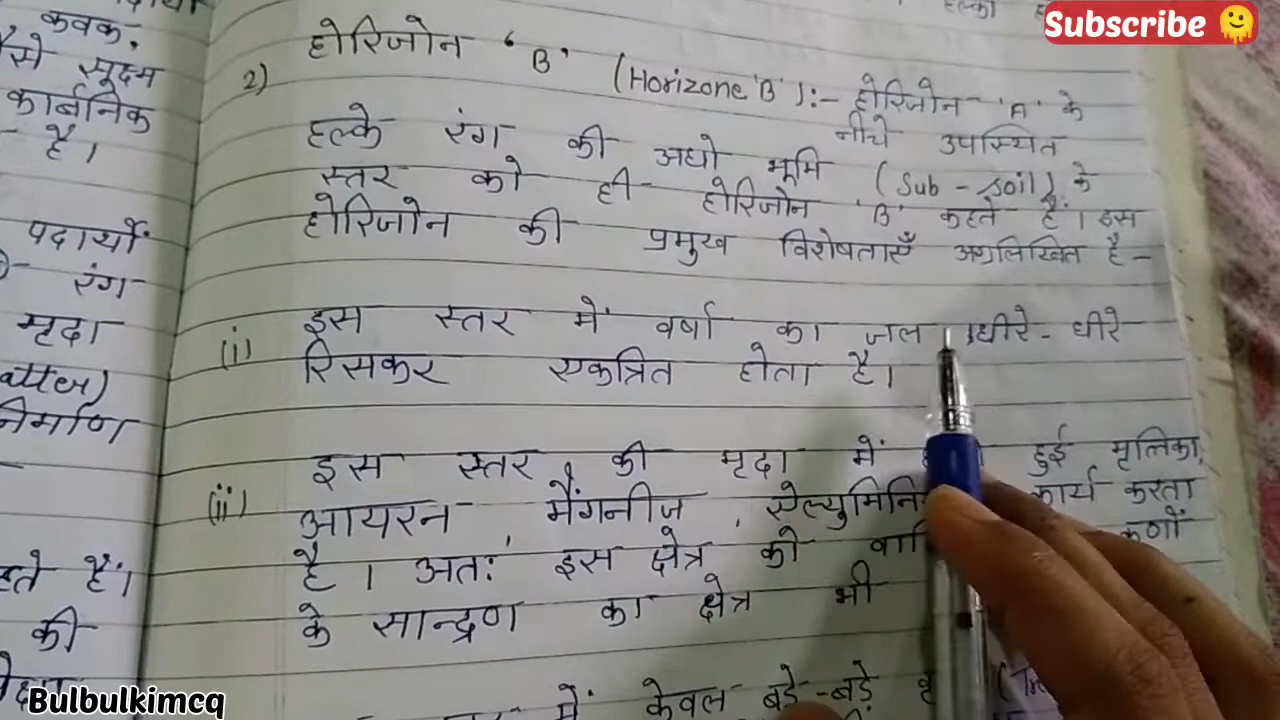 Subscribe
कवक.
से सूक्ष्म
कार्बनिक
है।
पदार्थों
रंग
मृदा
निर्माण
हते हैं।
की
2) होरिजोन 'B' (Horizone 'B'):- होरिजोन 'A' के
नीचे उपस्थित
हल्के रंग की अधो भूमि (Sub-soil) के
स्तर को ही होरिजोन 'B' कहते हैं। इस
होरिजोन की प्रमुख विशेषताएँ अग्रलिखित है-
(i) इस स्तर में वर्षा का जल धीरे-धीरे
रिसकर एकत्रित होता है।
(ii) इस स्तर की मृदा में हुई मृतिका,
आयरन, मैंगनीज, कार्य करता
है। अतः इस क्षेत्र को कणों
के सान्द्रण का क्षेत्र भी
में केवल बड़े-बड़े
Bulbulkimcq